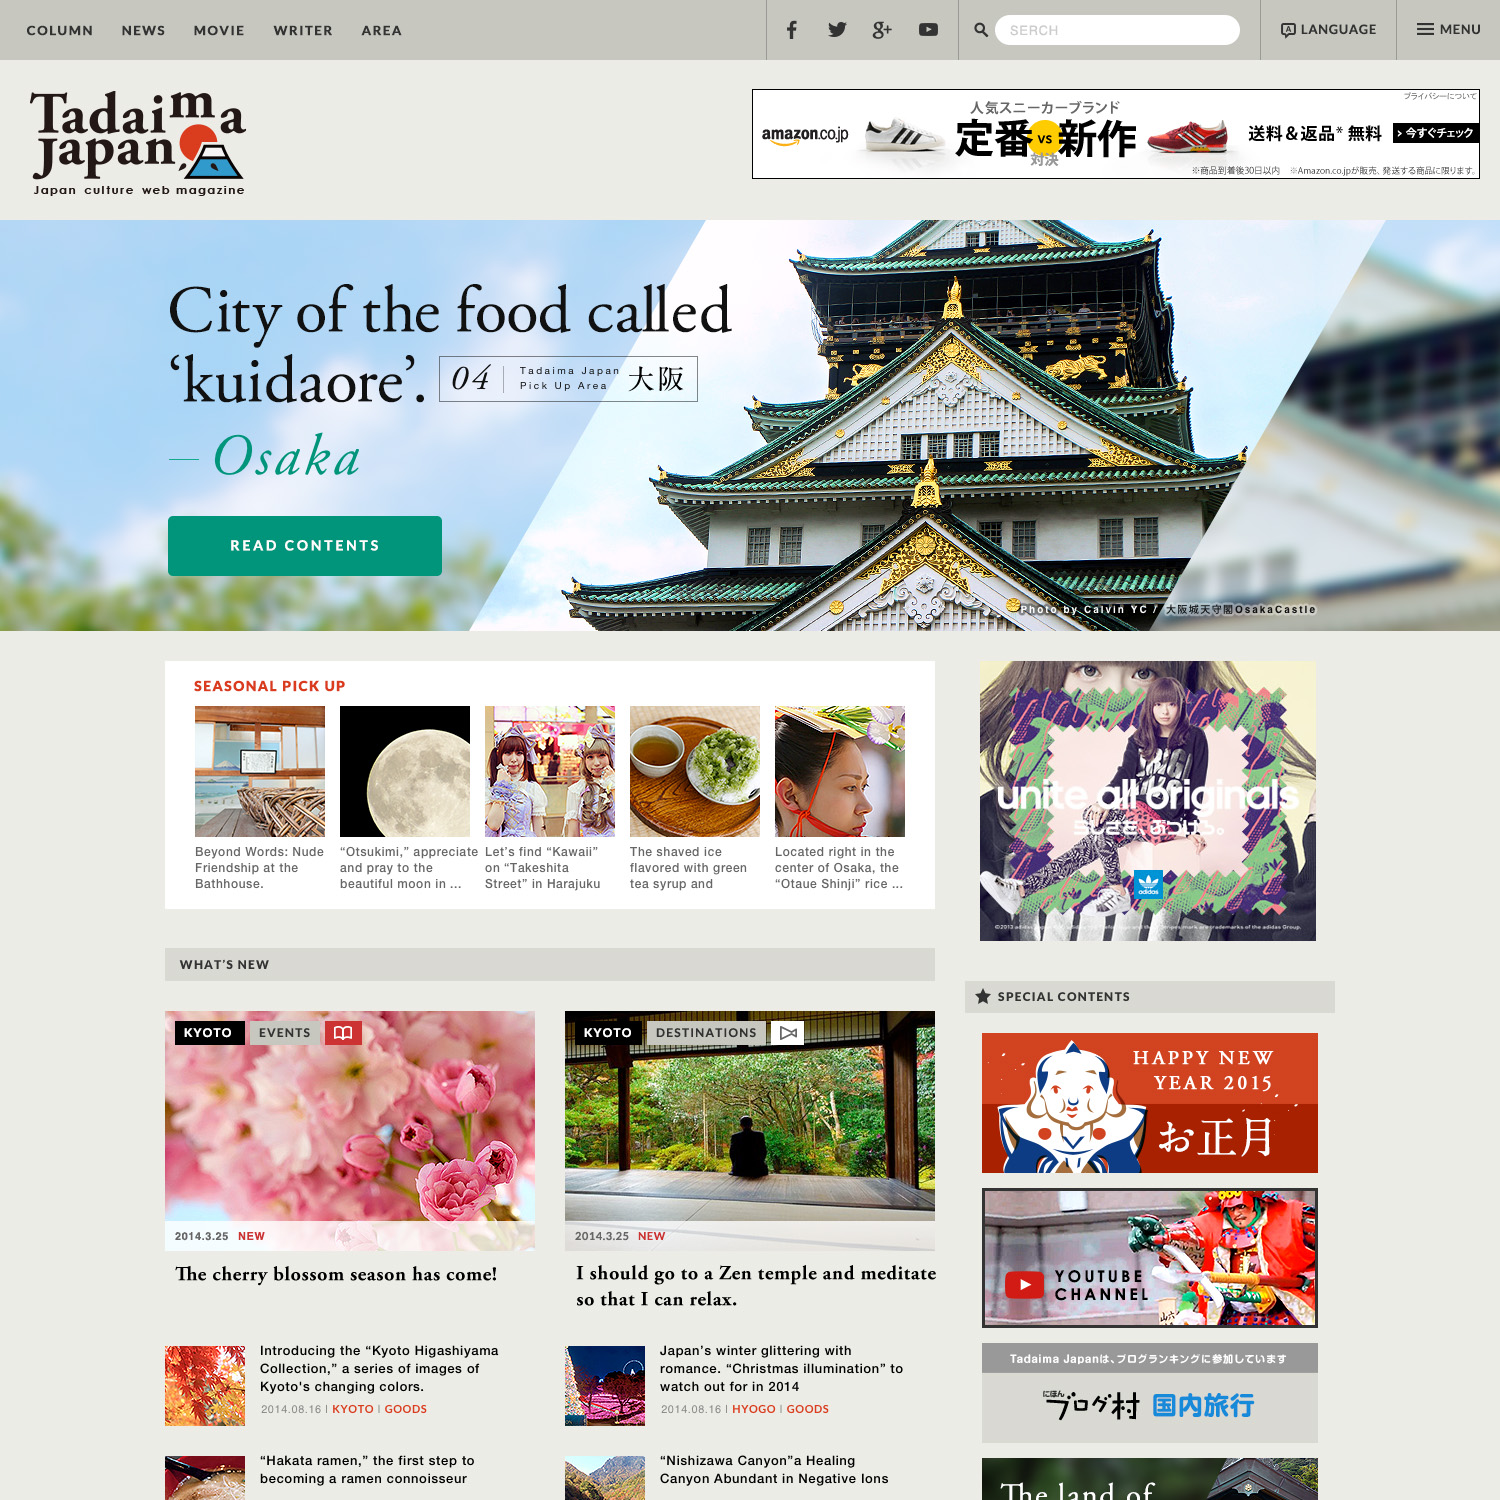 COLUMN NEWS MOVIE WRITER AREA
SERCH
LANGUAGE
MENU
Tadaima
Japan
Japan culture web magazine
プライバシーについて
人気スニーカーブランド
amazon.co.jp
定番 VS 新作
対決
送料&返品* 無料
› 今すぐチェック
※商品到着後30日以内 ※Amazon.co.jpが販売、発送する商品に限ります。
City of the food called
‘kuidaore’.
04
Tadaima Japan
Pick Up Area
大阪
— Osaka
READ CONTENTS
Photo by Calvin YC / 大阪城天守閣OsakaCastle
SEASONAL PICK UP
Beyond Words: Nude
Friendship at the
Bathhouse.
“Otsukimi,” appreciate
and pray to the
beautiful moon in ...
Let’s find “Kawaii”
on “Takeshita
Street” in Harajuku
The shaved ice
flavored with green
tea syrup and
Located right in the
center of Osaka, the
“Otaue Shinji” rice ...
unite all originals
らしさを、ぶつけろ。
adidas
WHAT’S NEW
KYOTO EVENTS
2014.3.25 NEW
The cherry blossom season has come!
KYOTO DESTINATIONS
2014.3.25 NEW
I should go to a Zen temple and meditate
so that I can relax.
Introducing the “Kyoto Higashiyama
Collection,” a series of images of
Kyoto's changing colors.
2014.08.16 | KYOTO | GOODS
Japan’s winter glittering with
romance. “Christmas illumination” to
watch out for in 2014
2014.08.16 | HYOGO | GOODS
“Hakata ramen,” the first step to
becoming a ramen connoisseur
“Nishizawa Canyon”a Healing
Canyon Abundant in Negative Ions
SPECIAL CONTENTS
HAPPY NEW
YEAR 2015
お正月
YOUTUBE
CHANNEL
Tadaima Japanは、ブログランキングに参加しています
にほん
ブログ村 国内旅行
The land of